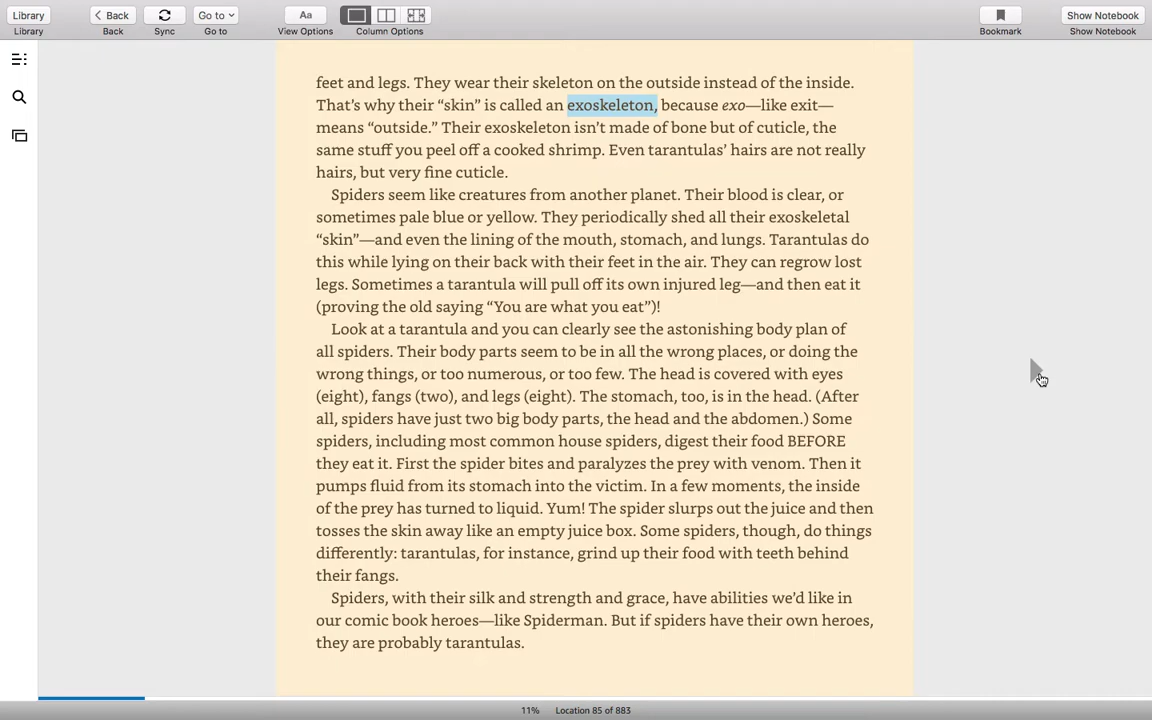 Library
Back
Go to
Aa
Show Notebook
Library
Back
Sync
Go to
View Options
Column Options
Bookmark
Show Notebook
feet and legs. They wear their skeleton on the outside instead of the inside.
That’s why their “skin” is called an exoskeleton, because exo—like exit—
means “outside.” Their exoskeleton isn’t made of bone but of cuticle, the
same stuff you peel off a cooked shrimp. Even tarantulas’ hairs are not really
hairs, but very fine cuticle.
Spiders seem like creatures from another planet. Their blood is clear, or
sometimes pale blue or yellow. They periodically shed all their exoskeletal
“skin”—and even the lining of the mouth, stomach, and lungs. Tarantulas do
this while lying on their back with their feet in the air. They can regrow lost
legs. Sometimes a tarantula will pull off its own injured leg—and then eat it
(proving the old saying “You are what you eat”)!
Look at a tarantula and you can clearly see the astonishing body plan of
all spiders. Their body parts seem to be in all the wrong places, or doing the
wrong things, or too numerous, or too few. The head is covered with eyes
(eight), fangs (two), and legs (eight). The stomach, too, is in the head. (After
all, spiders have just two big body parts, the head and the abdomen.) Some
spiders, including most common house spiders, digest their food BEFORE
they eat it. First the spider bites and paralyzes the prey with venom. Then it
pumps fluid from its stomach into the victim. In a few moments, the inside
of the prey has turned to liquid. Yum! The spider slurps out the juice and then
tosses the skin away like an empty juice box. Some spiders, though, do things
differently: tarantulas, for instance, grind up their food with teeth behind
their fangs.
Spiders, with their silk and strength and grace, have abilities we’d like in
our comic book heroes—like Spiderman. But if spiders have their own heroes,
they are probably tarantulas.
11% Location 85 of 883